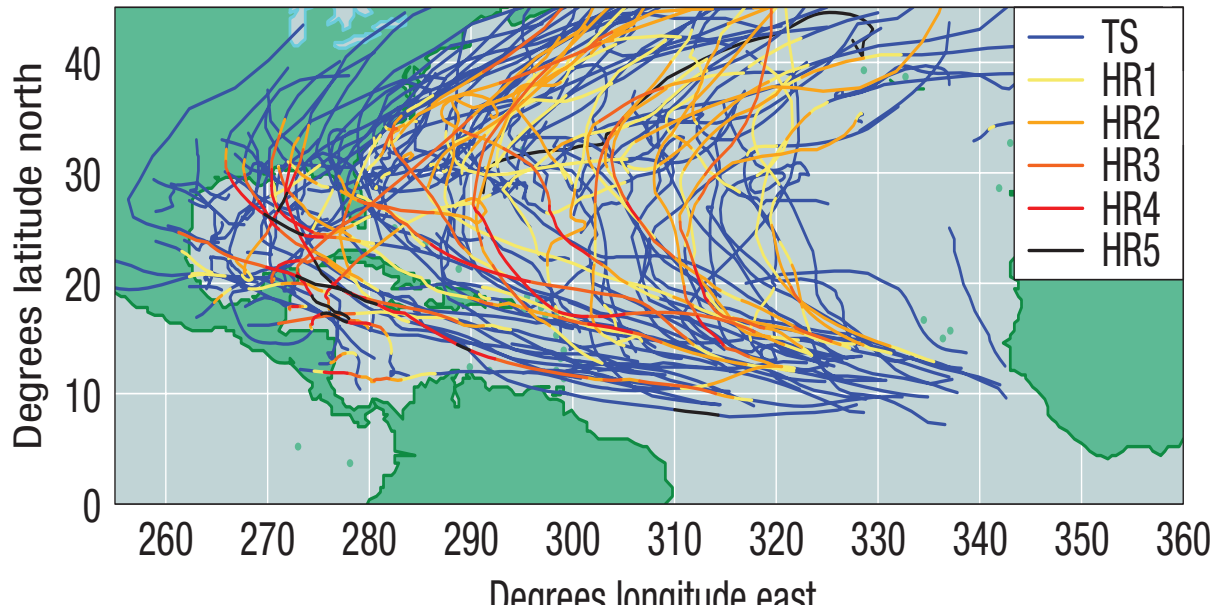 Degrees latitude north
40
30
20
10
0
TS
HR1
HR2
HR3
HR4
HR5
260 270 280 290 300 310 320 330 340 350 360
Degrees longitude east